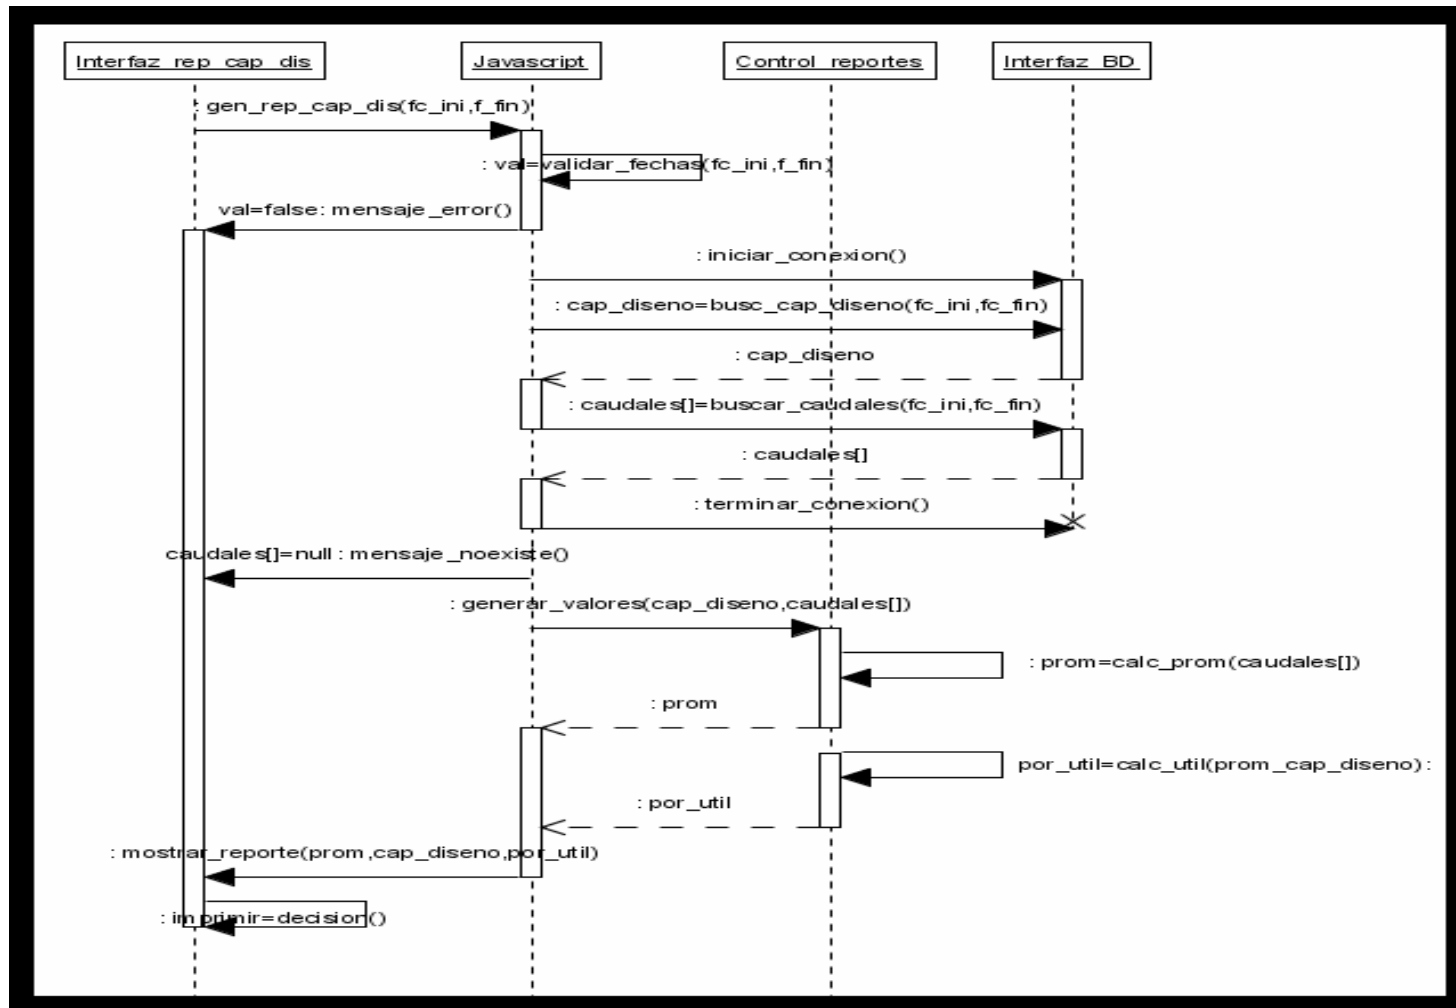 Interfaz_rep_cap_dis
Javascript
Control_reportes
Interfaz_BD
: gen_rep_cap_dis(fc_ini,f_fin)
: val=validar_fechas(fc_ini,f_fin)
val=false: mensaje_error()
: iniciar_conexion()
: cap_diseno=busc_cap_diseno(fc_ini,fc_fin)
: cap_diseno
: caudales[]=buscar_caudales(fc_ini,fc_fin)
: caudales[]
: terminar_conexion()
caudales[]=null : mensaje_noexiste()
: generar_valores(cap_diseno,caudales[])
: prom=calc_prom(caudales[])
: prom
por_util=calc_util(prom_cap_diseno) :
: por_util
: mostrar_reporte(prom,cap_diseno,por_util)
: imprimir=decision()